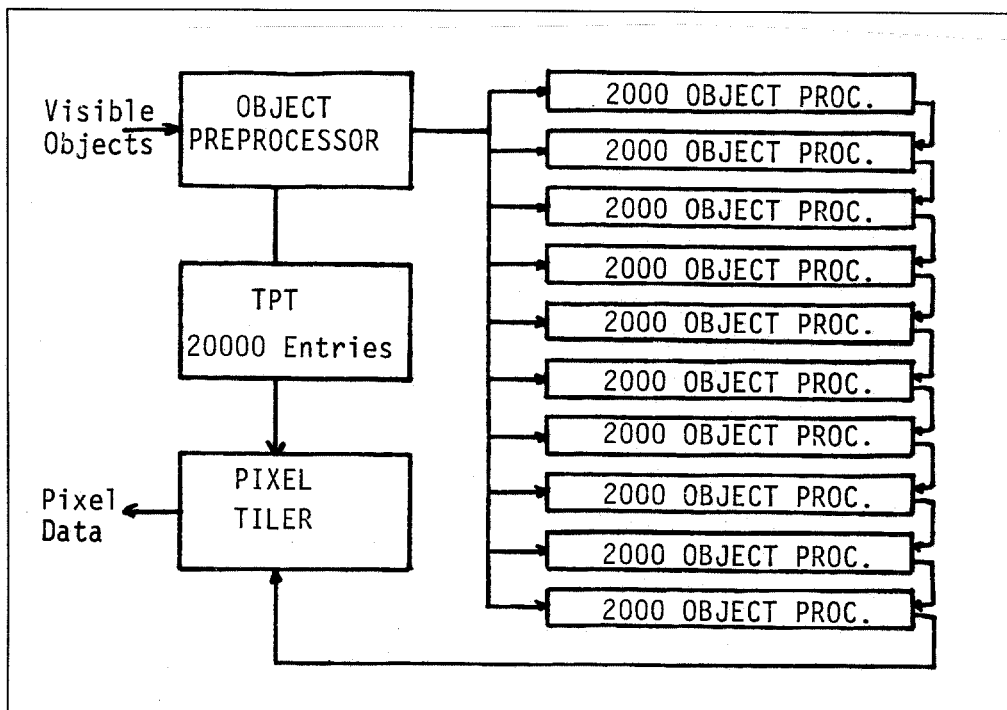 Visible
Objects
OBJECT
PREPROCESSOR
TPT
20000 Entries
PIXEL
TILER
Pixel
Data
2000 OBJECT PROC.
2000 OBJECT PROC.
2000 OBJECT PROC.
2000 OBJECT PROC.
2000 OBJECT PROC.
2000 OBJECT PROC.
2000 OBJECT PROC.
2000 OBJECT PROC.
2000 OBJECT PROC.
2000 OBJECT PROC.